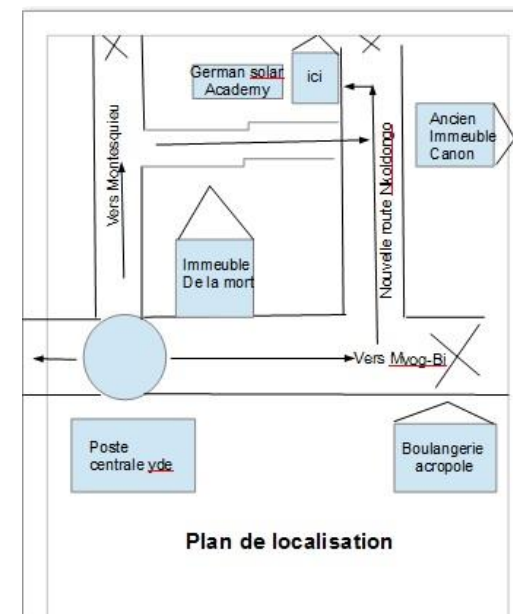 German solar
Academy
ici
Ancien
Immeuble
Canon
Vers Montesquieu
Nouvelle route Nkoldongo
Immeuble
De la mort
Vers Mvog-Bi
Poste
centrale yde
Boulangerie
acropole
Plan de localisation